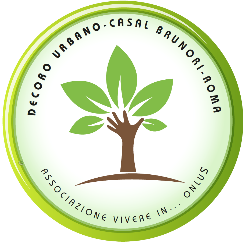 DECORO URBANO-CASAL BRUNORI-ROMA
ASSOCIAZIONE VIVERE IN... ONLUS